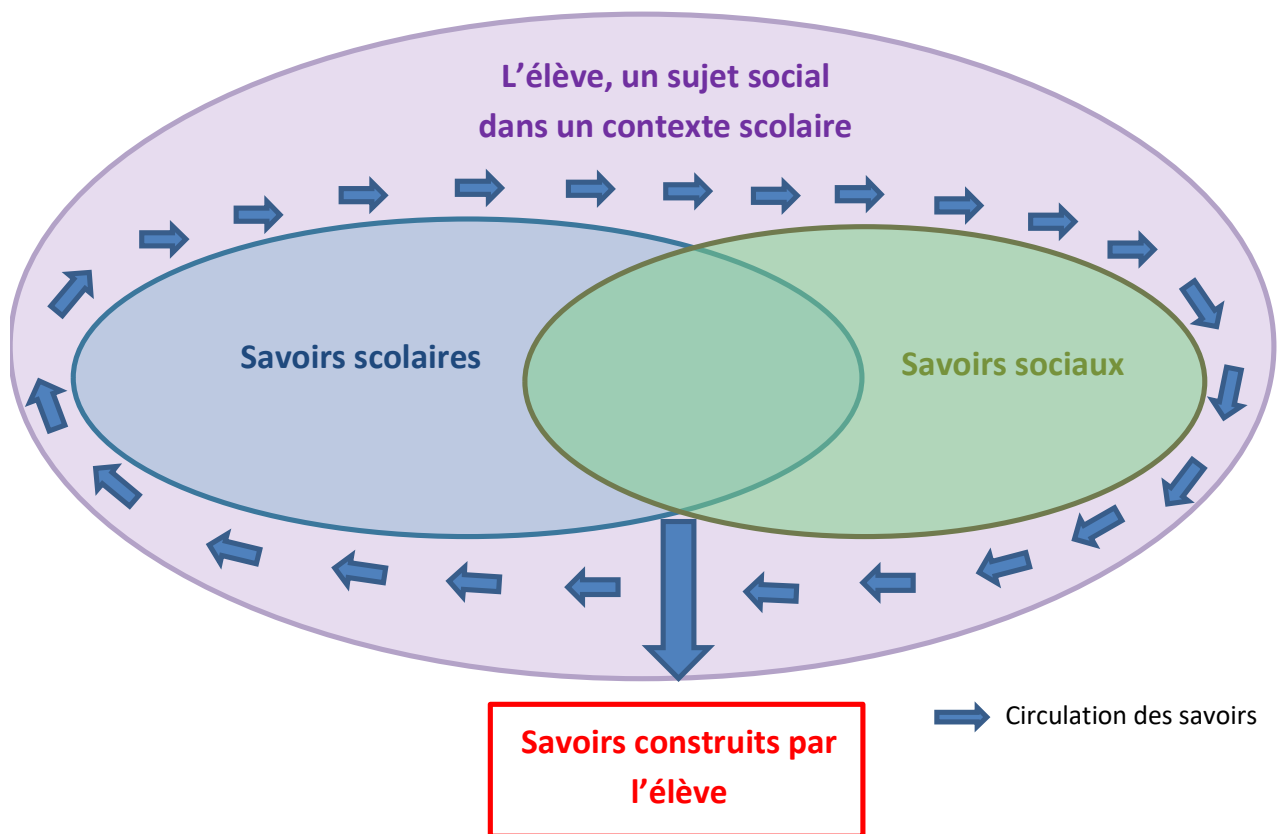 L’élève, un sujet social
dans un contexte scolaire
Savoirs scolaires
Savoirs sociaux
Circulation des savoirs
Savoirs construits par
l’élève